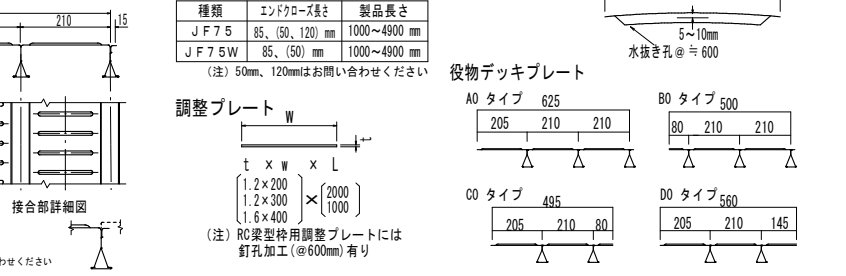 210
15
接合部詳細図
わせください
種類 エンドクローズ長さ 製品長さ
JF75 85、(50、120) mm 1000~4900 mm
JF75W 85、(50) mm 1000~4900 mm
(注) 50mm、120mmはお問い合わせください
調整プレート
W
t
t × w × L
1.2×200
1.2×300
1.6×400
×
2000
1000
(注) RC梁型枠用調整プレートには
釘孔加工(@600mm)有り
5~10mm
水抜き孔@≒600
役物デッキプレート
A0 タイプ 625
205 210 210
B0 タイプ 500
80 210 210
C0 タイプ 495
205 210 80
D0 タイプ 560
205 210 145